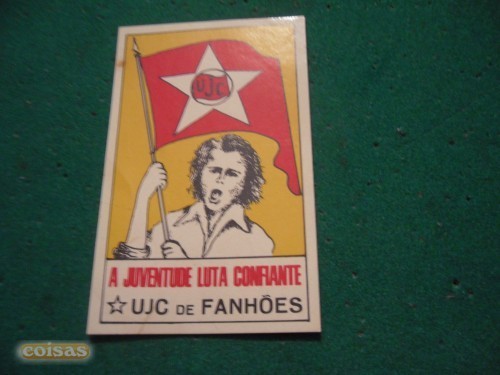 UJC
A JUVENTUDE LUTA CONFIANTE
☆ UJC DE FANHÕES
coisas